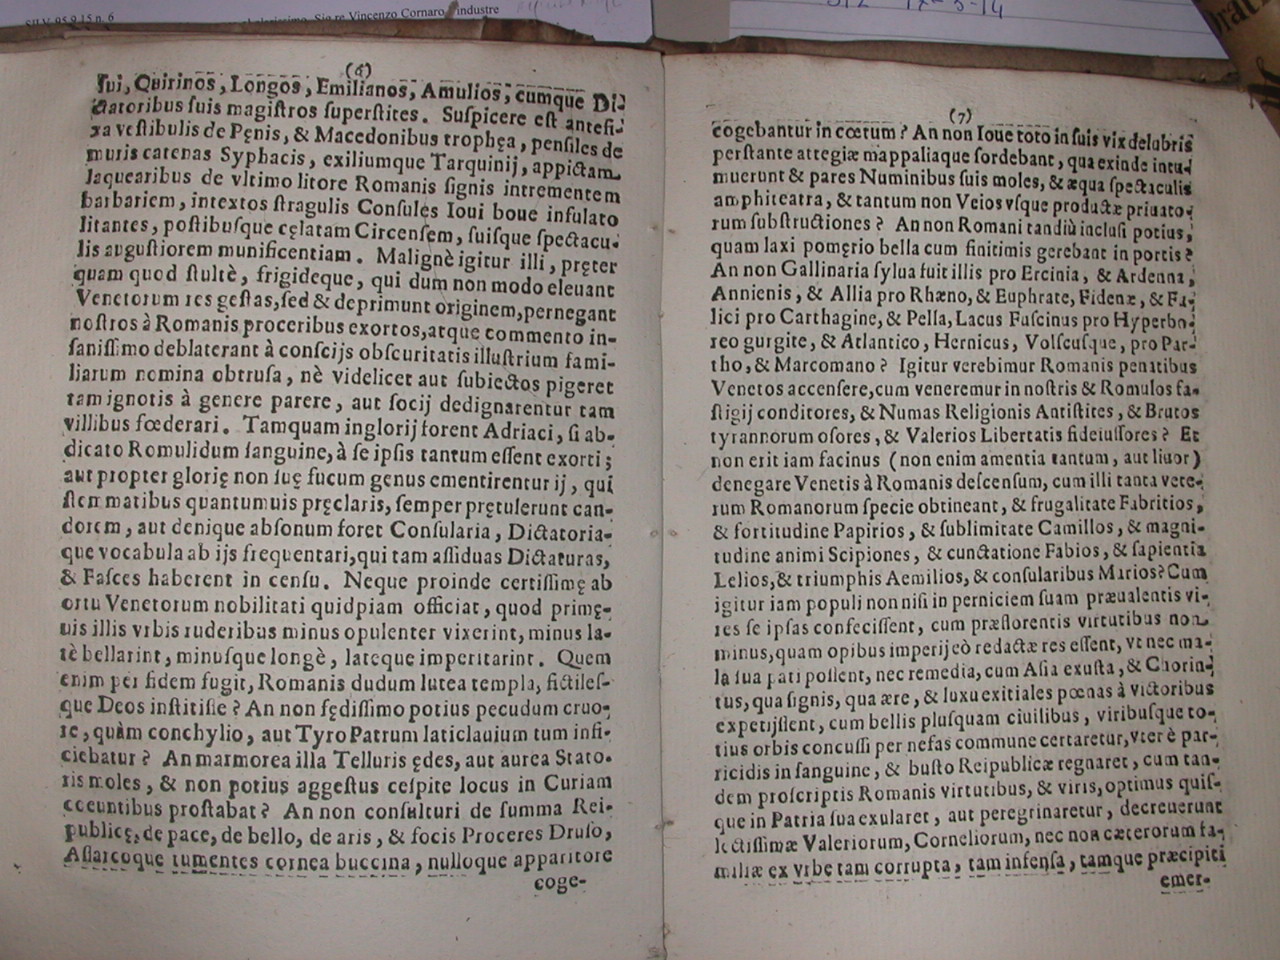 SILV. 95.9.15 n. 6
Sig.re Vincenzo Cornaro, industre
(6)
ſui, Quirinos, Longos, Emilianos, Amulios, cumque Di-
ctatoribus ſuis magiſtros ſuperſtites. Suſpicere eſt anteſi-
xa veſtibulis de Pęnis, & Macedonibus trophęa, penſiles de
muris catenas Syphacis, exiliumque Tarquinij, appictam
laquearibus de vltimo litore Romanis ſignis intrementem
barbariem, intextos ſtragulis Conſules Ioui boue infulato
litantes, poſtibuſque cęlatam Circenſem, ſuiſque ſpectacu-
lis auguſtiorem munificentiam. Malignè igitur illi, pręter
quam quod ſtultè, frigideque, qui dum non modo eleuant
Venetorum res geſtas, ſed & deprimunt originem, pernegant
noſtros à Romanis proceribus exortos, atque commento in-
ſaniſſimo deblaterant à conſcijs obſcuritatis illuſtrium fami-
liarum nomina obtruſa, nè videlicet aut ſubiectos pigeret
tam ignotis à genere parere, aut ſocij dedignarentur tam
villibus fœderari. Tamquam inglorij forent Adriaci, ſi ab-
dicato Romulidum ſanguine, à ſe ipſis tantum eſſent exorti;
aut propter glorię non ſuę fucum genus ementirentur ij, qui
ſtemmatibus quantumuis pręclaris, ſemper prętulerunt can-
dorem, aut denique abſonum foret Conſularia, Dictatoria-
que vocabula ab ijs frequentari, qui tam aſſiduas Dictaturas,
& Faſces haberent in cenſu. Neque proinde certiſſimę ab
ortu Venetorum nobilitati quidpiam officiat, quod primę-
uis illis vrbis ruderibus minus opulenter vixerint, minus la-
tè bellarint, minuſque longè, lateque imperitarint. Quem
enim per fidem fugit, Romanis dudum lutea templa, fictileſ-
que Deos inſtitiſſe? An non fędiſſimo potius pecudum cruo-
re, quàm conchylio, aut Tyro Patrum laticlauium tum infi-
ciebatur? An marmorea illa Telluris ędes, aut aurea Stato-
ris moles, & non potius aggeſtus ceſpite locus in Curiam
coeuntibus proſtabat? An non conſulturi de ſumma Rei-
publicę, de pace, de bello, de aris, & focis Proceres Druſo,
Aſſarcoque tumentes cornea buccina, nulloque apparitore
coge-
(7)
cogebantur in cœtum? An non Ioue toto in ſuis vix delubris
perſtante attegiæ mappaliaque ſordebant, qua exinde intu-
muerunt & pares Numinibus ſuis moles, & æqua ſpectaculis
amphiteatra, & tantum non Veios vſque productæ priuato-
rum ſubſtructiones? An non Romani tandiù incluſi potius,
quam laxi pomęrio bella cum finitimis gerebant in portis?
An non Gallinaria ſylua fuit illis pro Ercinia, & Ardenna,
Annienis, & Allia pro Rhæno, & Euphrate, Fidenæ, & Fa-
lici pro Carthagine, & Pella, Lacus Fuſcinus pro Hyperbo-
reo gurgite, & Atlantico, Hernicus, Volſcuſque, pro Par-
tho, & Marcomano? Igitur verebimur Romanis penatibus
Venetos accenſere, cum veneremur in noſtris & Romulos fa-
ſtigij conditores, & Numas Religionis Antiſtites, & Brutos
tyrannorum oſores, & Valerios Libertatis fideiuſſores? Et
non erit iam facinus (non enim amentia tantum, aut liuor)
denegare Venetis à Romanis deſcenſum, cum illi tanta vete-
rum Romanorum ſpecie obtineant, & frugalitate Fabritios,
& fortitudine Papirios, & ſublimitate Camillos, & magni-
tudine animi Scipiones, & cunctatione Fabios, & ſapientia
Lelios, & triumphis Aemilios, & conſularibus Marios? Cum
igitur iam populi non niſi in perniciem ſuam præualentis vi-
res ſe ipſas confeciſſent, cum præflorentis virtutibus non
minus, quam opibus imperij eò redactæ res eſſent, vt nec ma-
la ſua pati poſſent, nec remedia, cum Aſia exuſta, & Chorin-
tus, qua ſignis, qua ære, & luxu exitiales pœnas à victoribus
expetijſſent, cum bellis pluſquam ciuilibus, viribuſque to-
tius orbis concuſſi per nefas commune certaretur, vter è par-
ricidis in ſanguine, & buſto Reipublicæ regnaret, cum tan-
dem proſcriptis Romanis virtutibus, & viris, optimus quiſ-
que in Patria ſua exularet, aut peregrinaretur, decreuerunt
lectiſſimæ Valeriorum, Corneliorum, nec non cæterorum fa-
miliæ ex vrbe tam corrupta, tam infenſa, tamque præcipiti
emer-